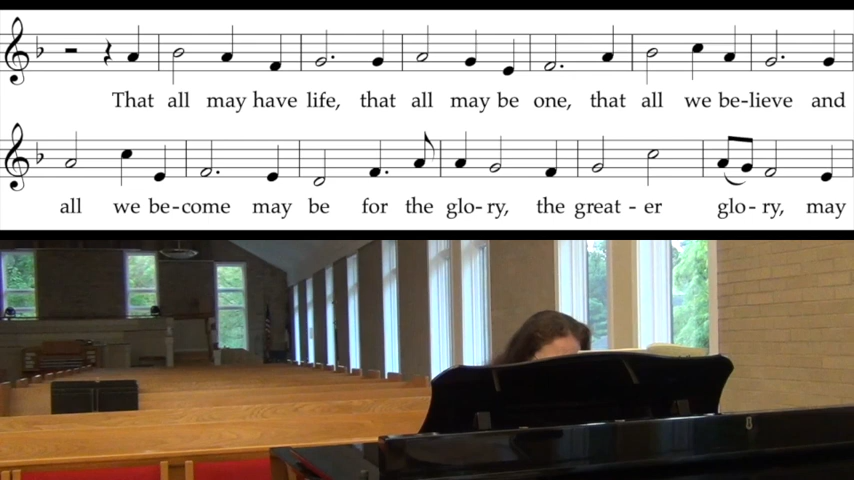 That all may have life, that all may be one, that all we be-lieve and
all we be-come may be for the glo-ry, the great-er glo-ry, may